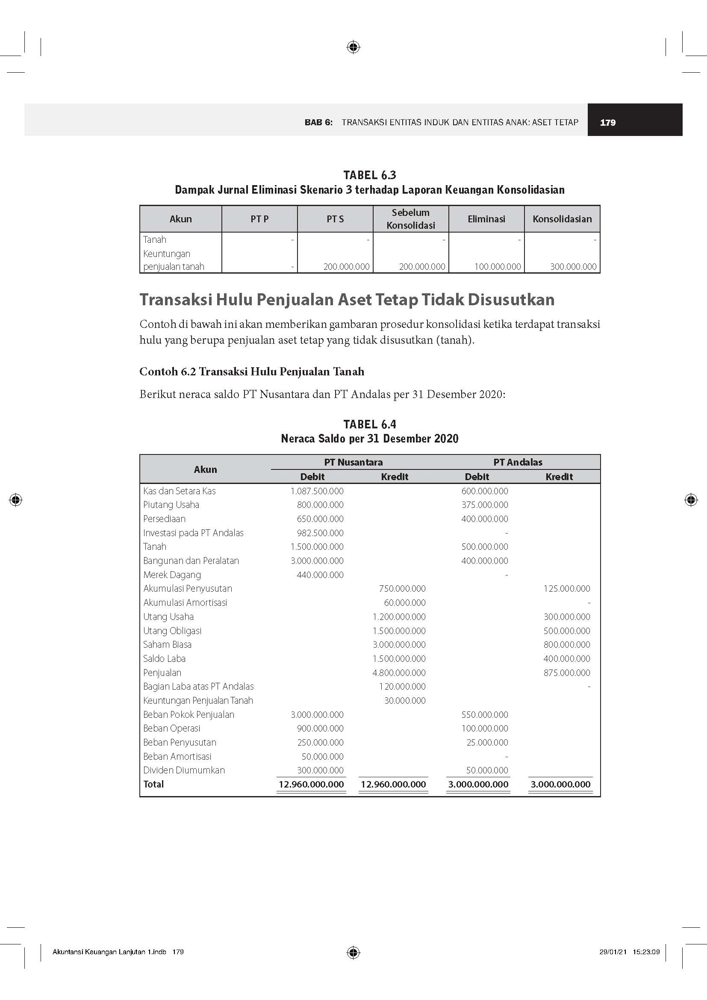 BAB 6: TRANSAKSI ENTITAS INDUK DAN ENTITAS ANAK: ASET TETAP 179
TABEL 6.3
Dampak Jurnal Eliminasi Skenario 3 terhadap Laporan Keuangan Konsolidasian
Akun PT P PT S Sebelum Konsolidasi Eliminasi Konsolidasian
Tanah - - - - -
Keuntungan
penjualan tanah - 200.000.000 200.000.000 100.000.000 300.000.000
Transaksi Hulu Penjualan Aset Tetap Tidak Disusutkan
Contoh di bawah ini akan memberikan gambaran prosedur konsolidasi ketika terdapat transaksi
hulu yang berupa penjualan aset tetap yang tidak disusutkan (tanah).
Contoh 6.2 Transaksi Hulu Penjualan Tanah
Berikut neraca saldo PT Nusantara dan PT Andalas per 31 Desember 2020:
TABEL 6.4
Neraca Saldo per 31 Desember 2020
Akun PT Nusantara PT Andalas
Debit Kredit Debit Kredit
Kas dan Setara Kas 1.087.500.000 600.000.000
Piutang Usaha 800.000.000 375.000.000
Persediaan 650.000.000 400.000.000
Investasi pada PT Andalas 982.500.000 -
Tanah 1.500.000.000 500.000.000
Bangunan dan Peralatan 3.000.000.000 400.000.000
Merek Dagang 440.000.000 -
Akumulasi Penyusutan 750.000.000 125.000.000
Akumulasi Amortisasi 60.000.000 -
Utang Usaha 1.200.000.000 300.000.000
Utang Obligasi 1.500.000.000 500.000.000
Saham Biasa 3.000.000.000 800.000.000
Saldo Laba 1.500.000.000 400.000.000
Penjualan 4.800.000.000 875.000.000
Bagian Laba atas PT Andalas 120.000.000 -
Keuntungan Penjualan Tanah 30.000.000
Beban Pokok Penjualan 3.000.000.000 550.000.000
Beban Operasi 900.000.000 100.000.000
Beban Penyusutan 250.000.000 25.000.000
Beban Amortisasi 50.000.000 -
Dividen Diumumkan 300.000.000 50.000.000
Total 12.960.000.000 12.960.000.000 3.000.000.000 3.000.000.000
Akuntansi Keuangan Lanjutan 1.indb 179 29/01/21 15:23:09